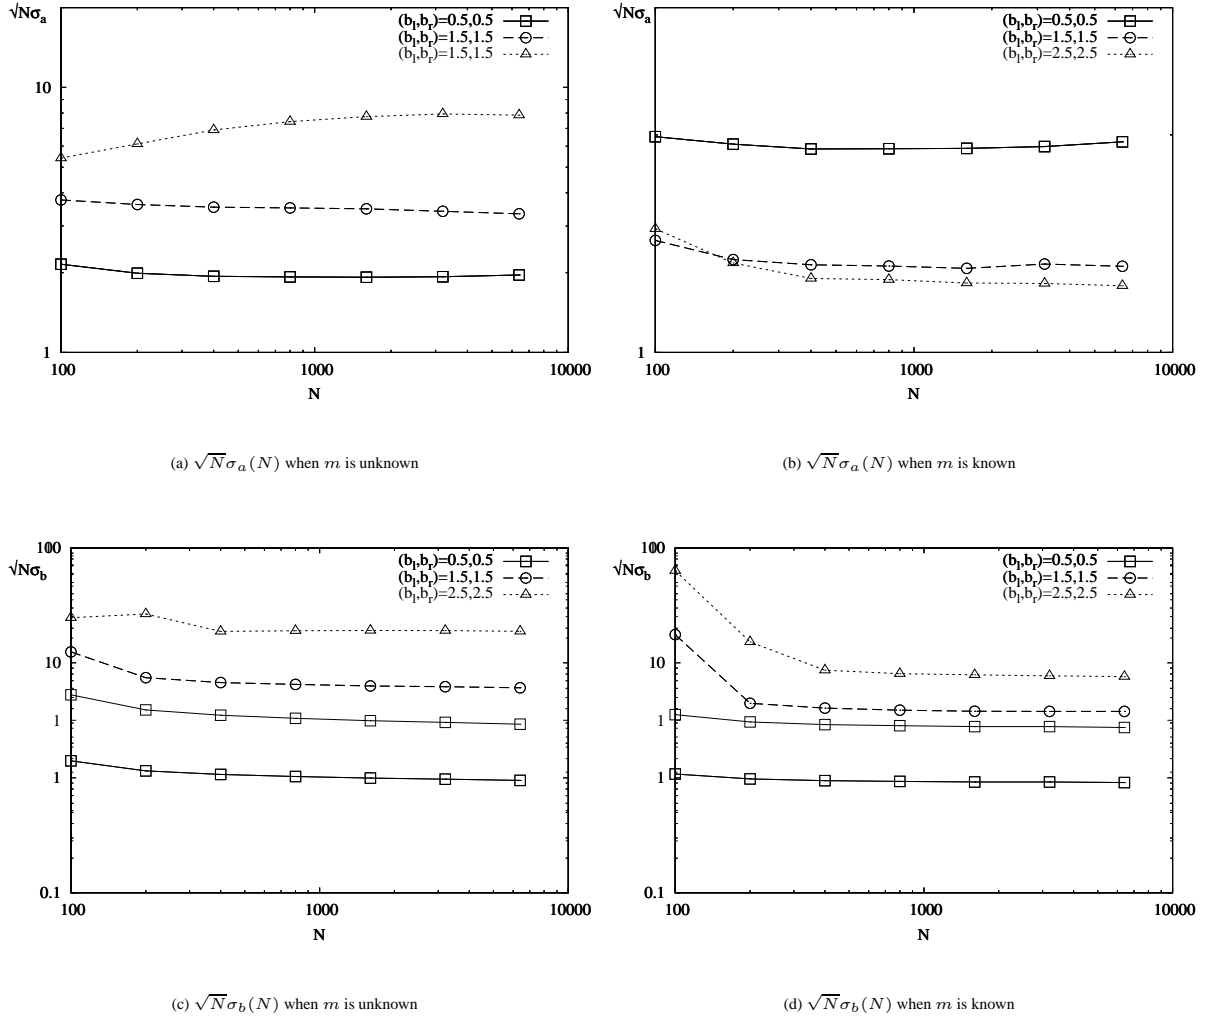 √Nσa
(bl,br)=0.5,0.5
(bl,br)=1.5,1.5
(bl,br)=1.5,1.5
10
1
100
1000
10000
N
(a) √Nσa(N) when m is unknown
√Nσa
(bl,br)=0.5,0.5
(bl,br)=1.5,1.5
(bl,br)=2.5,2.5
1
100
1000
10000
N
(b) √Nσa(N) when m is known
100
√Nσb
(bl,br)=0.5,0.5
(bl,br)=1.5,1.5
(bl,br)=2.5,2.5
10
1
1
0.1
100
1000
10000
N
(c) √Nσb(N) when m is unknown
100
√Nσb
(bl,br)=0.5,0.5
(bl,br)=1.5,1.5
(bl,br)=2.5,2.5
10
1
1
0.1
100
1000
10000
N
(d) √Nσb(N) when m is known